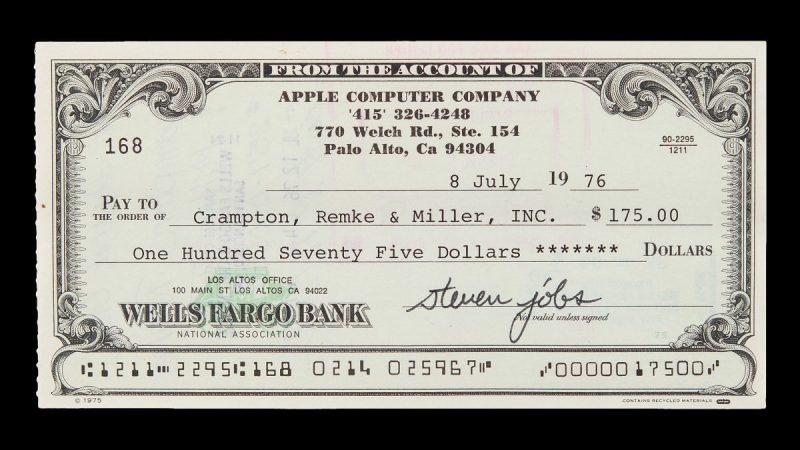 FROM THE ACCOUNT OF
APPLE COMPUTER COMPANY
'415' 326-4248
770 Welch Rd., Ste. 154
Palo Alto, Ca 94304
168
90-2295
1211
8 July 19 76
PAY TO
THE ORDER OF Crampton, Remke & Miller, INC. $ 175.00
One Hundred Seventy Five Dollars ******* DOLLARS
LOS ALTOS OFFICE
100 MAIN ST LOS ALTOS CA 94022
WELLS FARGO BANK
NATIONAL ASSOCIATION
steven jobs
Not valid unless signed
76
⑆1211⑉2295⑆168 0214 025967⑈ ⑇0000017500⑇
© 1975
CONTAINS RECYCLED MATERIALS